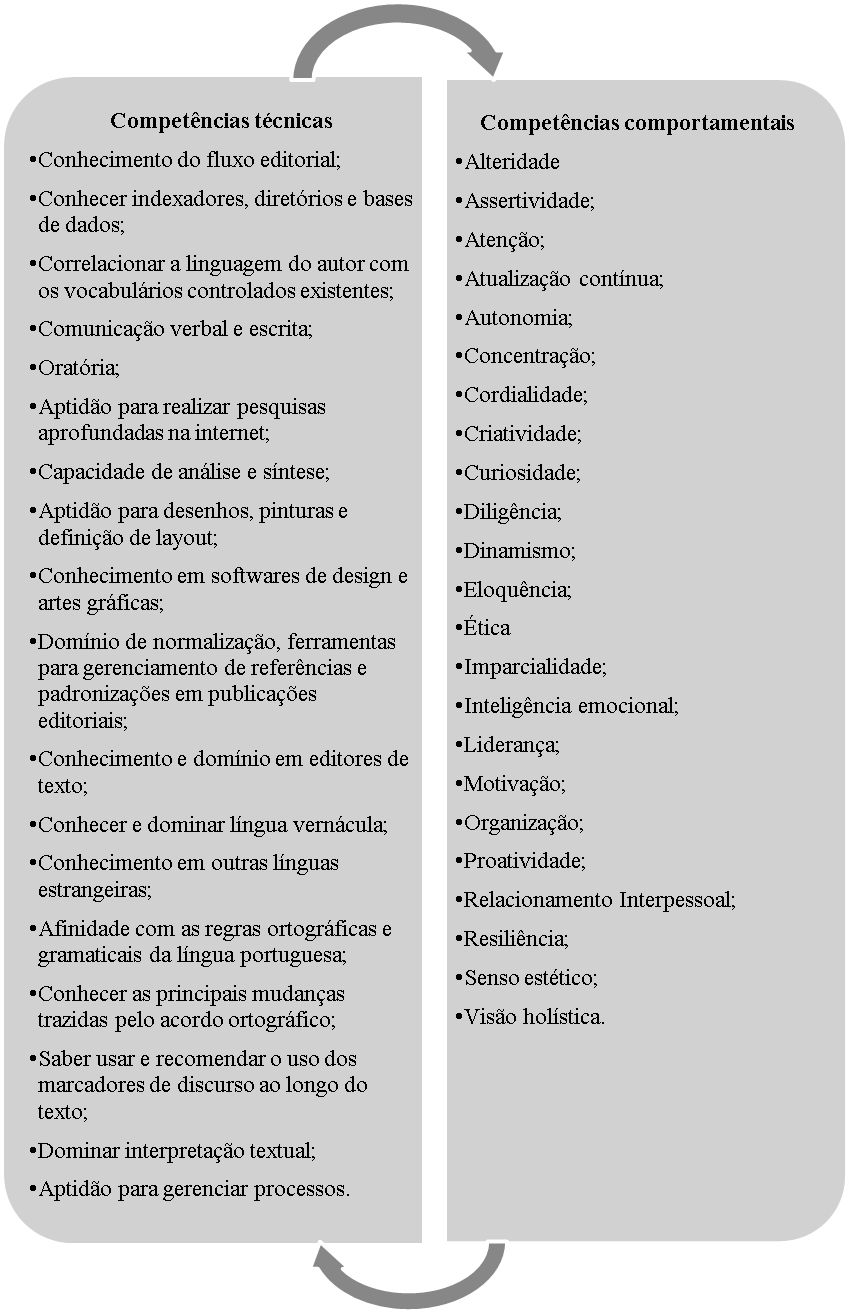 Competências técnicas
•Conhecimento do fluxo editorial;
•Conhecer indexadores, diretórios e bases
de dados;
•Correlacionar a linguagem do autor com
os vocabulários controlados existentes;
•Comunicação verbal e escrita;
•Oratória;
•Aptidão para realizar pesquisas
aprofundadas na internet;
•Capacidade de análise e síntese;
•Aptidão para desenhos, pinturas e
definição de layout;
•Conhecimento em softwares de design e
artes gráficas;
•Domínio de normalização, ferramentas
para gerenciamento de referências e
padronizações em publicações
editoriais;
•Conhecimento e domínio em editores de
texto;
•Conhecer e dominar língua vernácula;
•Conhecimento em outras línguas
estrangeiras;
•Afinidade com as regras ortográficas e
gramaticais da língua portuguesa;
•Conhecer as principais mudanças
trazidas pelo acordo ortográfico;
•Saber usar e recomendar o uso dos
marcadores de discurso ao longo do
texto;
•Dominar interpretação textual;
•Aptidão para gerenciar processos.
Competências comportamentais
•Alteridade
•Assertividade;
•Atenção;
•Atualização contínua;
•Autonomia;
•Concentração;
•Cordialidade;
•Criatividade;
•Curiosidade;
•Diligência;
•Dinamismo;
•Eloquência;
•Ética
•Imparcialidade;
•Inteligência emocional;
•Liderança;
•Motivação;
•Organização;
•Proatividade;
•Relacionamento Interpessoal;
•Resiliência;
•Senso estético;
•Visão holística.